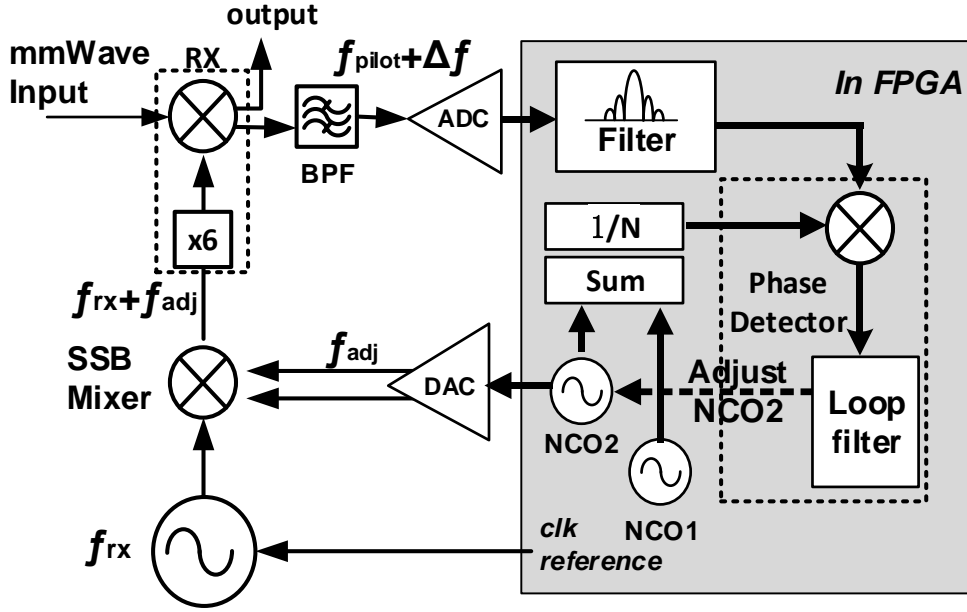 output
mmWave
Input
RX
fpilot+Δf
In FPGA
ADC
Filter
BPF
1/N
x6
Sum
Phase
Detector
frx+fadj
SSB
Mixer
fadj
DAC
Adjust
NCO2
NCO2
Loop
filter
NCO1
frx
clk
reference